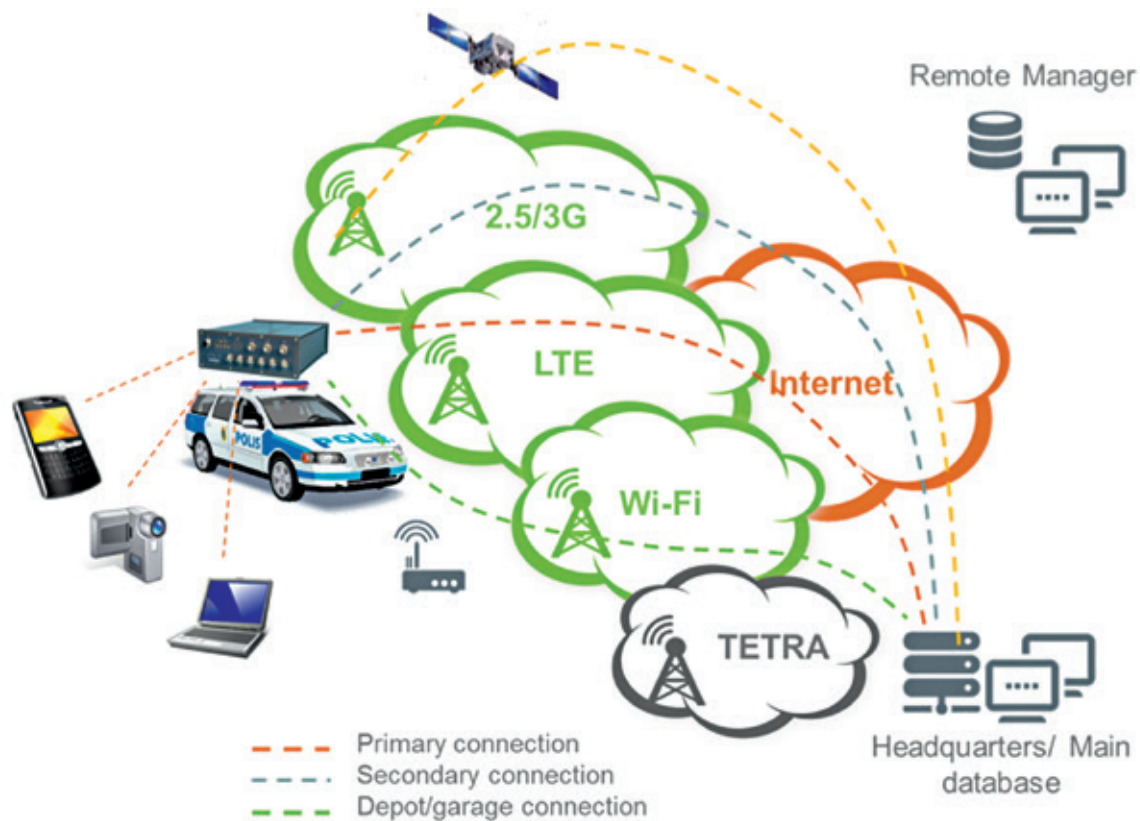 Remote Manager
2.5/3G
LTE
Internet
Wi-Fi
TETRA
POLIS
POLIS
Headquarters/ Main
database
Primary connection
Secondary connection
Depot/garage connection